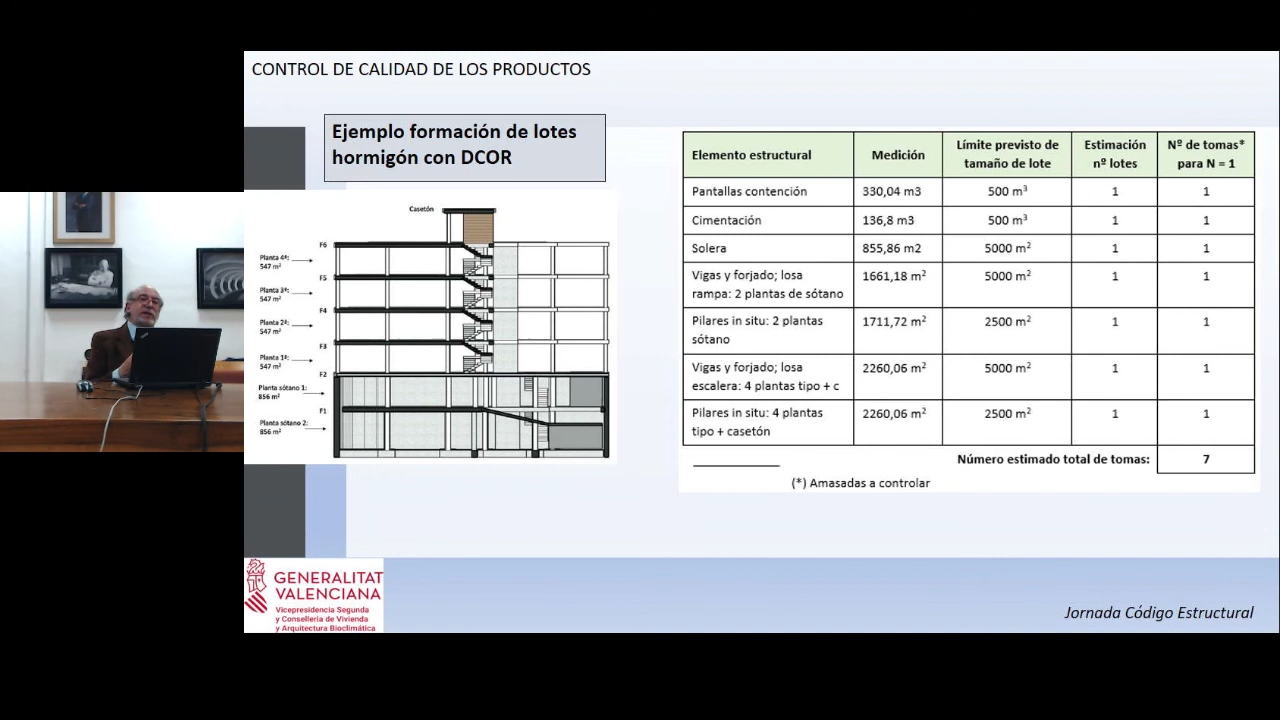 CONTROL DE CALIDAD DE LOS PRODUCTOS
Ejemplo formación de lotes
hormigón con DCOR
Casetón
F6
Planta 4ª:
547 m²
F5
Planta 3ª:
547 m²
F4
Planta 2ª:
547 m²
F3
Planta 1ª:
547 m²
F2
Planta sótano 1:
856 m²
F1
Planta sótano 2:
856 m²
Elemento estructural
Medición
Límite previsto de
tamaño de lote
Estimación
nº lotes
Nº de tomas*
para N = 1
Pantallas contención 330,04 m3 500 m³ 1 1
Cimentación 136,8 m3 500 m³ 1 1
Solera 855,86 m2 5000 m² 1 1
Vigas y forjado; losa
rampa: 2 plantas de sótano 1661,18 m² 5000 m² 1 1
Pilares in situ: 2 plantas
sótano 1711,72 m² 2500 m² 1 1
Vigas y forjado; losa
escalera: 4 plantas tipo + c 2260,06 m² 5000 m² 1 1
Pilares in situ: 4 plantas
tipo + casetón 2260,06 m² 2500 m² 1 1
Número estimado total de tomas: 7
(*) Amasadas a controlar
GENERALITAT
VALENCIANA
Vicepresidencia Segunda
y Conselleria de Vivienda
y Arquitectura Bioclimática
Jornada Código Estructural